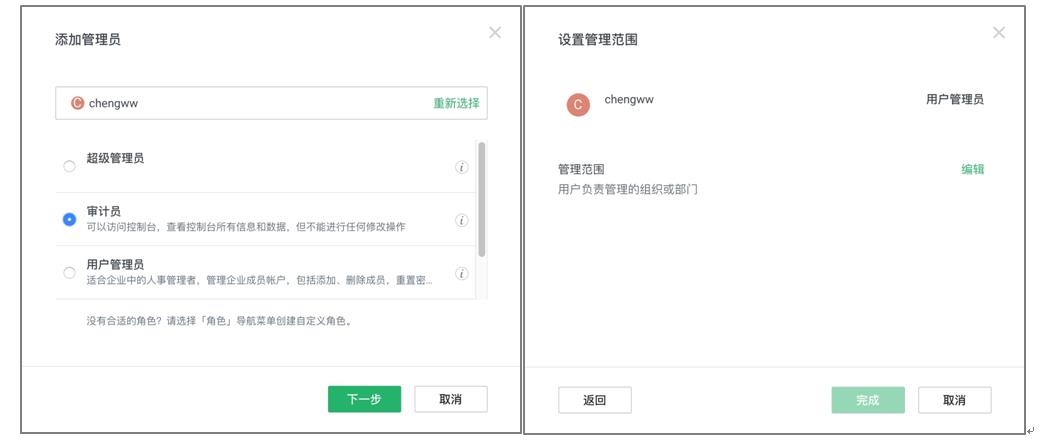 添加管理员
C chengww 重新选择
超级管理员
审计员
可以访问控制台，查看控制台所有信息和数据，但不能进行任何修改操作
用户管理员
适合企业中的人事管理者，管理企业成员帐户，包括添加、删除成员，重置密...
没有合适的角色？请选择「角色」导航菜单创建自定义角色。
下一步 取消
设置管理范围
C chengww 用户管理员
管理范围 编辑
用户负责管理的组织或部门
返回 完成 取消